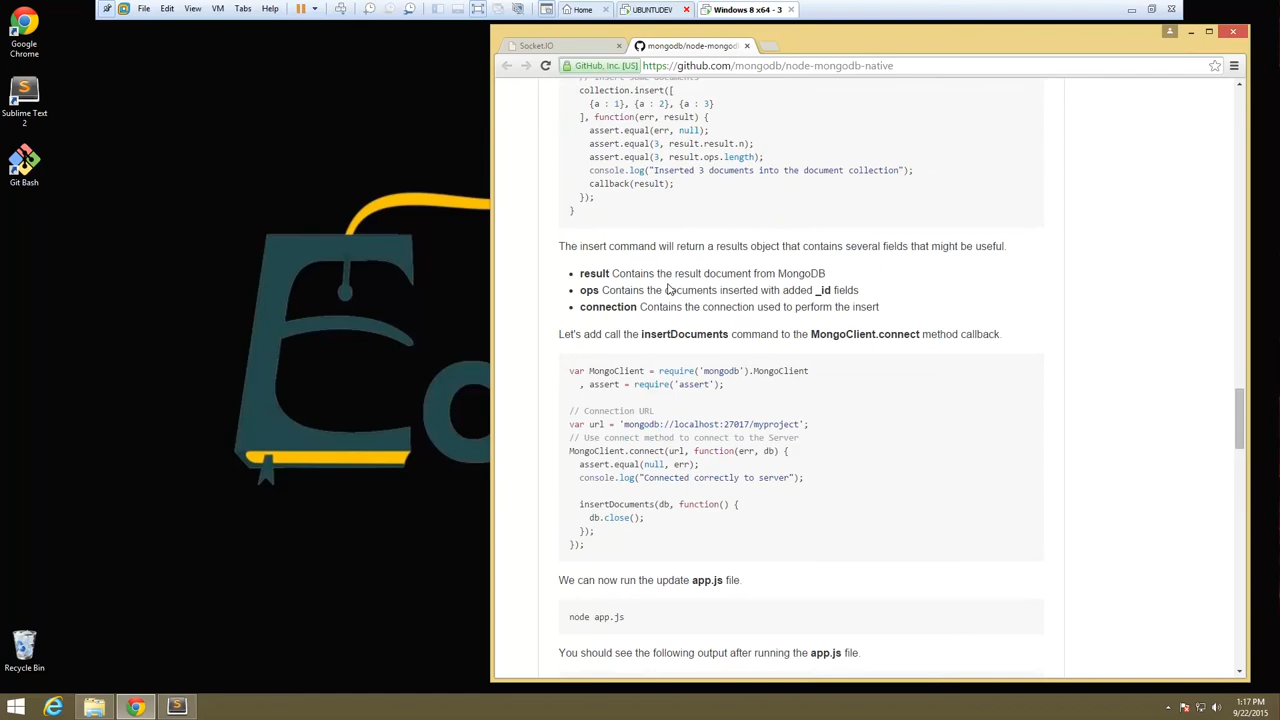 File Edit View VM Tabs Help
Home
UBUNTUDEV
Windows 8 x64 - 3
Google Chrome
Sublime Text 2
Git Bash
Recycle Bin
Socket.IO
mongodb/node-mongod
GitHub, Inc. [US] https://github.com/mongodb/node-mongodb-native
// Insert some documents
collection.insert([
{a : 1}, {a : 2}, {a : 3}
], function(err, result) {
assert.equal(err, null);
assert.equal(3, result.result.n);
assert.equal(3, result.ops.length);
console.log("Inserted 3 documents into the document collection");
callback(result);
});
}
The insert command will return a results object that contains several fields that might be useful.
result Contains the result document from MongoDB
ops Contains the documents inserted with added _id fields
connection Contains the connection used to perform the insert
Let's add call the insertDocuments command to the MongoClient.connect method callback.
var MongoClient = require('mongodb').MongoClient
, assert = require('assert');
// Connection URL
var url = 'mongodb://localhost:27017/myproject';
// Use connect method to connect to the Server
MongoClient.connect(url, function(err, db) {
assert.equal(null, err);
console.log("Connected correctly to server");
insertDocuments(db, function() {
db.close();
});
});
We can now run the update app.js file.
node app.js
You should see the following output after running the app.js file.
1:17 PM
9/22/2015